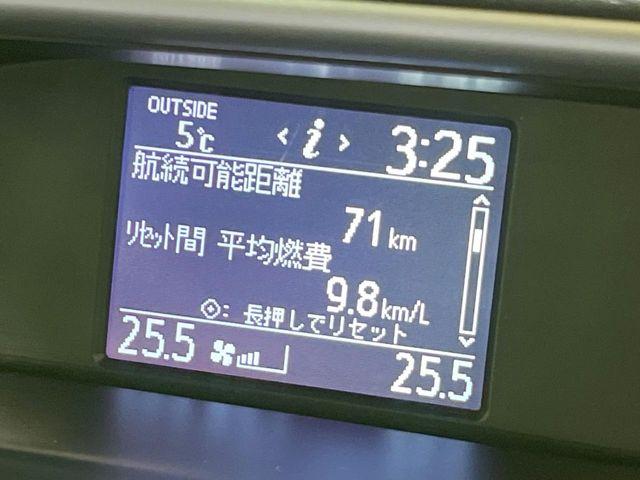 OUTSIDE
5℃ < i > 3:25
航続可能距離
71 km
リセット間 平均燃費
9.8 km/L
: 長押しでリセット
25.5 25.5